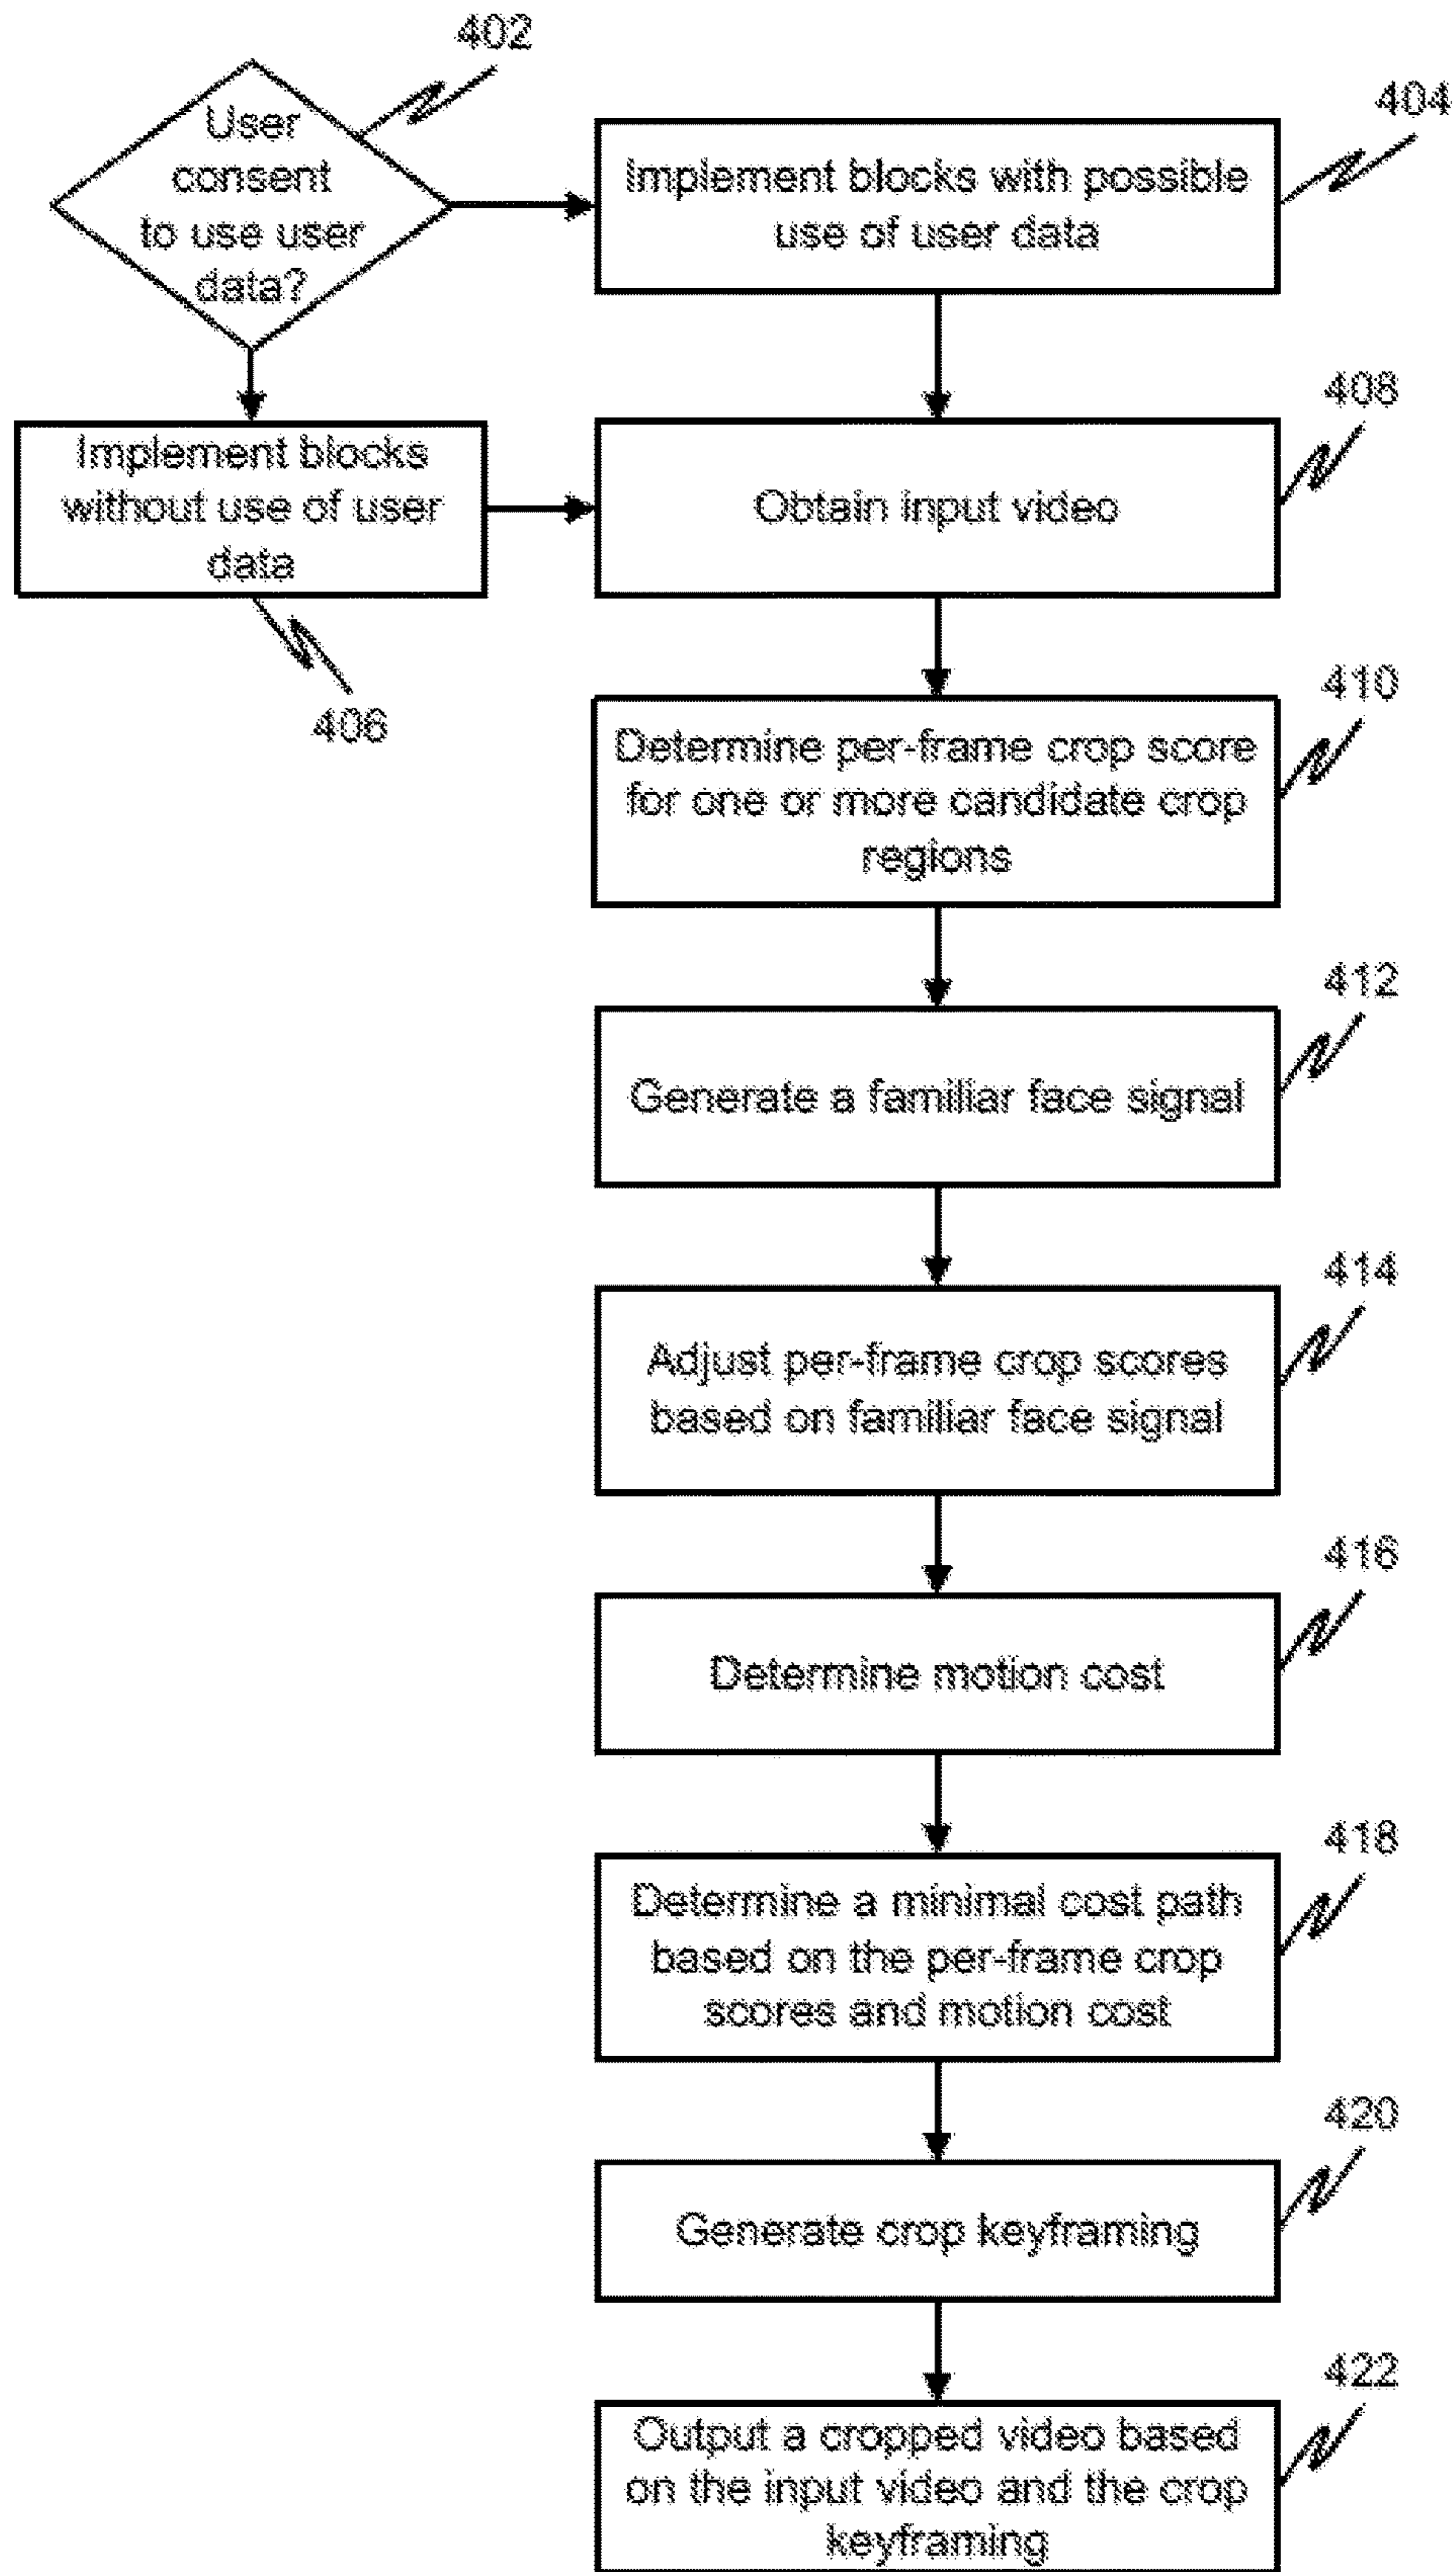 402
User
consent
to use user
data?
404
Implement blocks with possible
use of user data
Implement blocks
without use of user
data
406
408
Obtain input video
410
Determine per-frame crop score
for one or more candidate crop
regions
412
Generate a familiar face signal
414
Adjust per-frame crop scores
based on familiar face signal
416
Determine motion cost
418
Determine a minimal cost path
based on the per-frame crop
scores and motion cost
420
Generate crop keyframing
422
Output a cropped video based
on the input video and the crop
keyframing